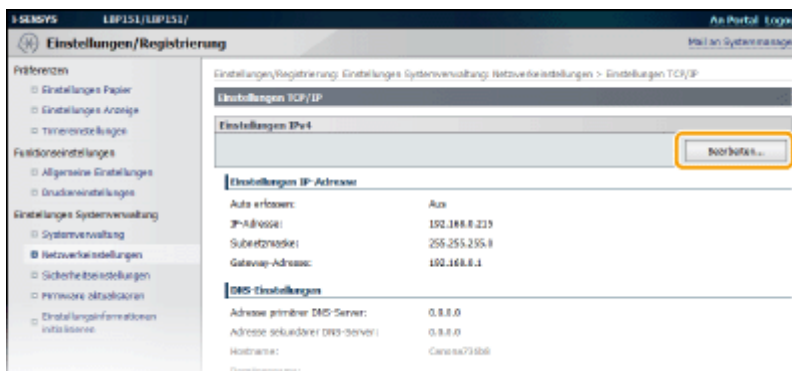 i-SENSYS LBP151/LBP151/ An Portal Logou
Einstellungen/Registrierung Mail an Systemmanage
Präferenzen
Einstellungen Papier
Einstellungen Anzeige
Timereinstellungen
Funktionseinstellungen
Allgemeine Einstellungen
Druckereinstellungen
Einstellungen Systemverwaltung
Systemverwaltung
Netzwerkeinstellungen
Sicherheitseinstellungen
Firmware aktualisieren
Einstellungsinformationen
initialisieren
Einstellungen/Registrierung: Einstellungen Systemverwaltung: Netzwerkeinstellungen > Einstellungen TCP/IP
Einstellungen TCP/IP
Einstellungen IPv4
Bearbeiten...
Einstellungen IP-Adresse
Auto erfassen: Aus
IP-Adresse: 192.168.0.215
Subnetzmaske: 255.255.255.0
Gateway-Adresse: 192.168.0.1
DNS-Einstellungen
Adresse primärer DNS-Server: 0.0.0.0
Adresse sekundärer DNS-Server: 0.0.0.0
Hostname: Canona736b8